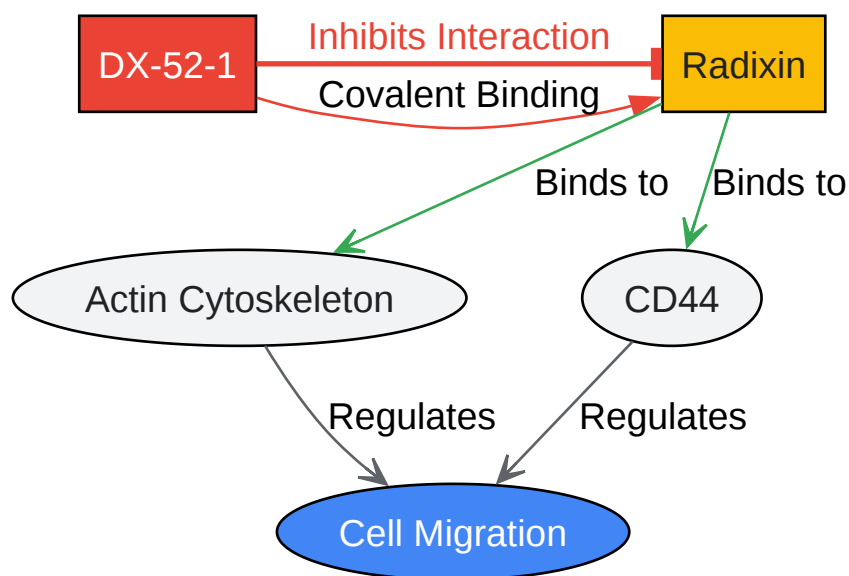 Inhibits Interaction
DX-52-1
Radixin
Covalent Binding
Binds to
Binds to
Actin Cytoskeleton
CD44
Regulates
Regulates
Cell Migration